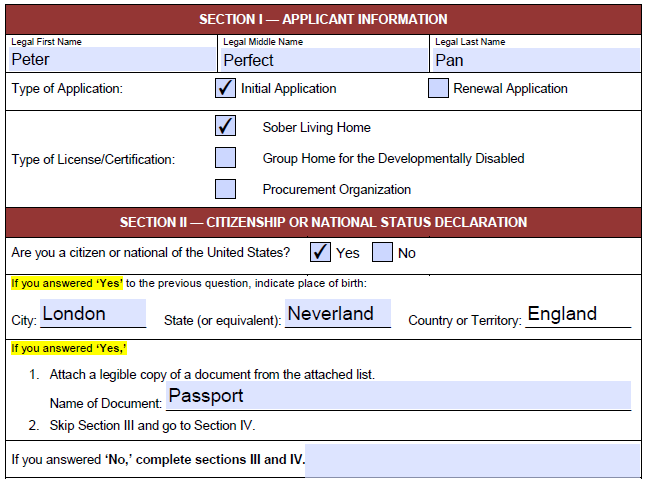 SECTION I — APPLICANT INFORMATION
Legal First Name Legal Middle Name Legal Last Name
Peter Perfect Pan
Type of Application: ✓ Initial Application Renewal Application
✓ Sober Living Home
Type of License/Certification: Group Home for the Developmentally Disabled
Procurement Organization
SECTION II — CITIZENSHIP OR NATIONAL STATUS DECLARATION
Are you a citizen or national of the United States? ✓ Yes No
If you answered ‘Yes’ to the previous question, indicate place of birth:
City: London State (or equivalent): Neverland Country or Territory: England
If you answered ‘Yes,’
1. Attach a legible copy of a document from the attached list.
Name of Document: Passport
2. Skip Section III and go to Section IV.
If you answered ‘No,’ complete sections III and IV.